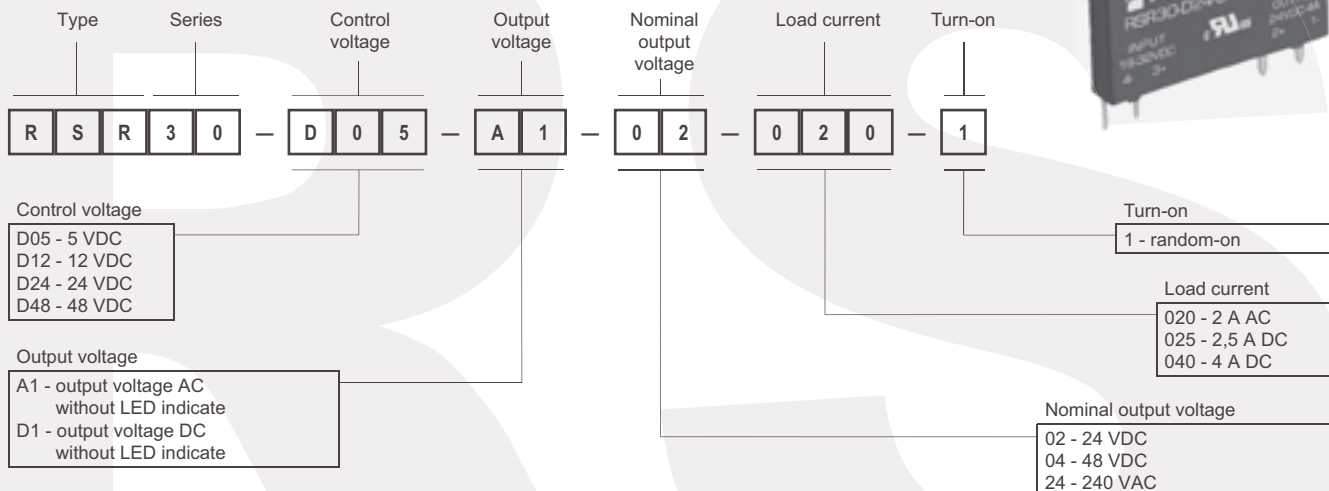 Type
Series
Control
voltage
Output
voltage
Nominal
output
voltage
Load current
Turn-on
R S R 3 0 — D 0 5 — A 1 — 0 2 — 0 2 0 — 1
RSR30-D24
INPUT
Control voltage
D05 - 5 VDC
D12 - 12 VDC
D24 - 24 VDC
D48 - 48 VDC
Output voltage
A1 - output voltage AC
without LED indicate
D1 - output voltage DC
without LED indicate
Turn-on
1 - random-on
Load current
020 - 2 A AC
025 - 2,5 A DC
040 - 4 A DC
Nominal output voltage
02 - 24 VDC
04 - 48 VDC
24 - 240 VAC